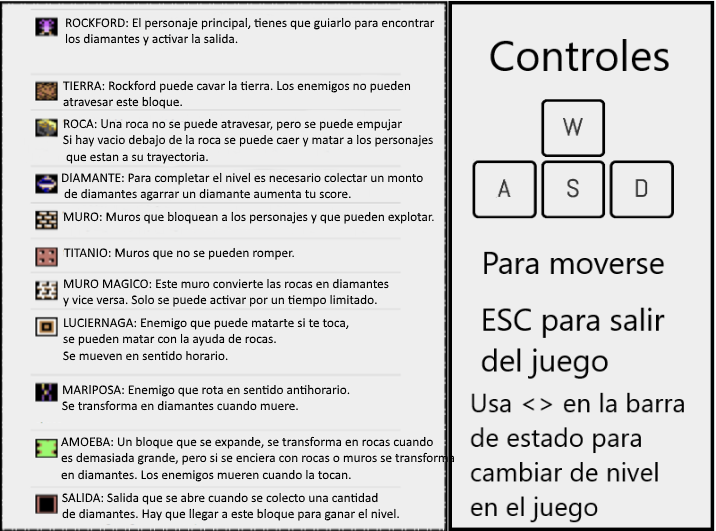 ROCKFORD: El personaje principal, tienes que guiarlo para encontrar
los diamantes y activar la salida.
TIERRA: Rockford puede cavar la tierra. Los enemigos no pueden
atravesar este bloque.
ROCA: Una roca no se puede atravesar, pero se puede empujar
Si hay vacio debajo de la roca se puede caer y matar a los personajes
que estan a su trayectoria.
DIAMANTE: Para completar el nivel es necesario colectar un monto
de diamantes agarrar un diamante aumenta tu score.
MURO: Muros que bloquean a los personajes y que pueden explotar.
TITANIO: Muros que no se pueden romper.
MURO MAGICO: Este muro convierte las rocas en diamantes
y vice versa. Solo se puede activar por un tiempo limitado.
LUCIERNAGA: Enemigo que puede matarte si te toca,
se pueden matar con la ayuda de rocas.
Se mueven en sentido horario.
MARIPOSA: Enemigo que rota en sentido antihorario.
Se transforma en diamantes cuando muere.
AMOEBA: Un bloque que se expande, se transforma en rocas cuando
es demasiada grande, pero si se enciera con rocas o muros se transforma
en diamantes. Los enemigos mueren cuando la tocan.
SALIDA: Salida que se abre cuando se colecto una cantidad
de diamantes. Hay que llegar a este bloque para ganar el nivel.
Controles
W
A S D
Para moverse
ESC para salir
del juego
Usa <> en la barra
de estado para
cambiar de nivel
en el juego